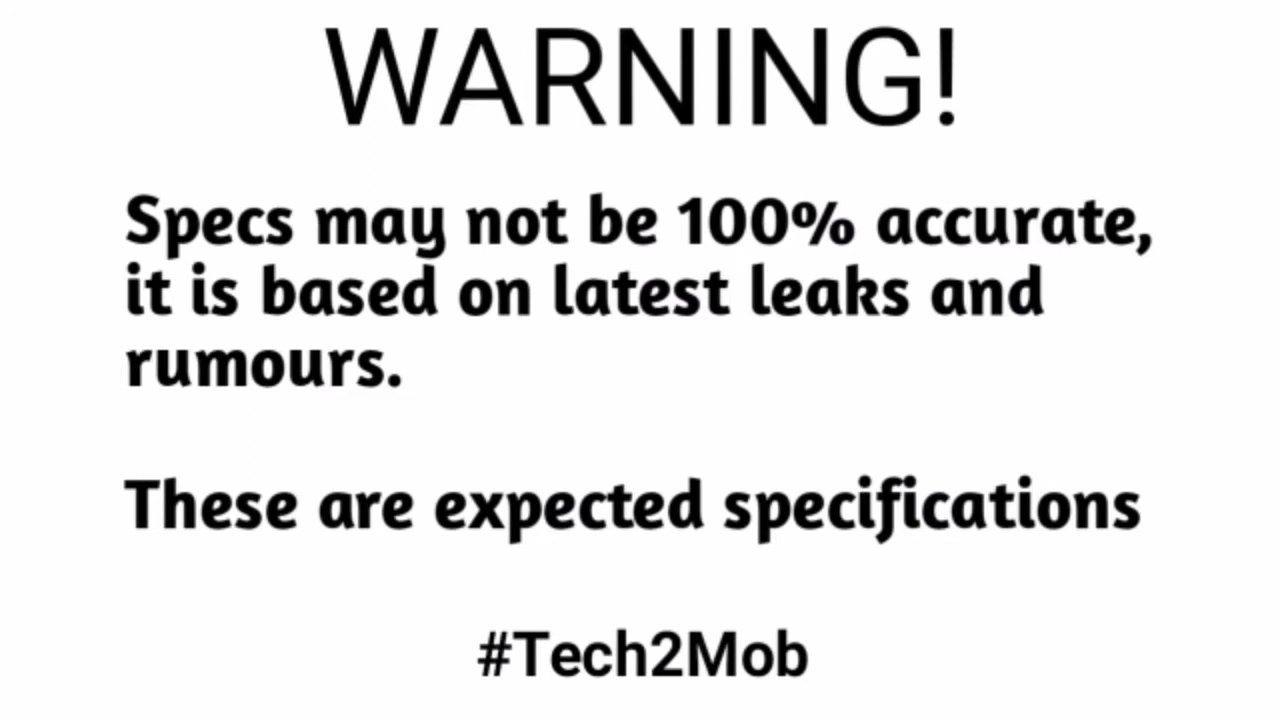 WARNING!
Specs may not be 100% accurate,
it is based on latest leaks and
rumours.
These are expected specifications
#Tech2Mob